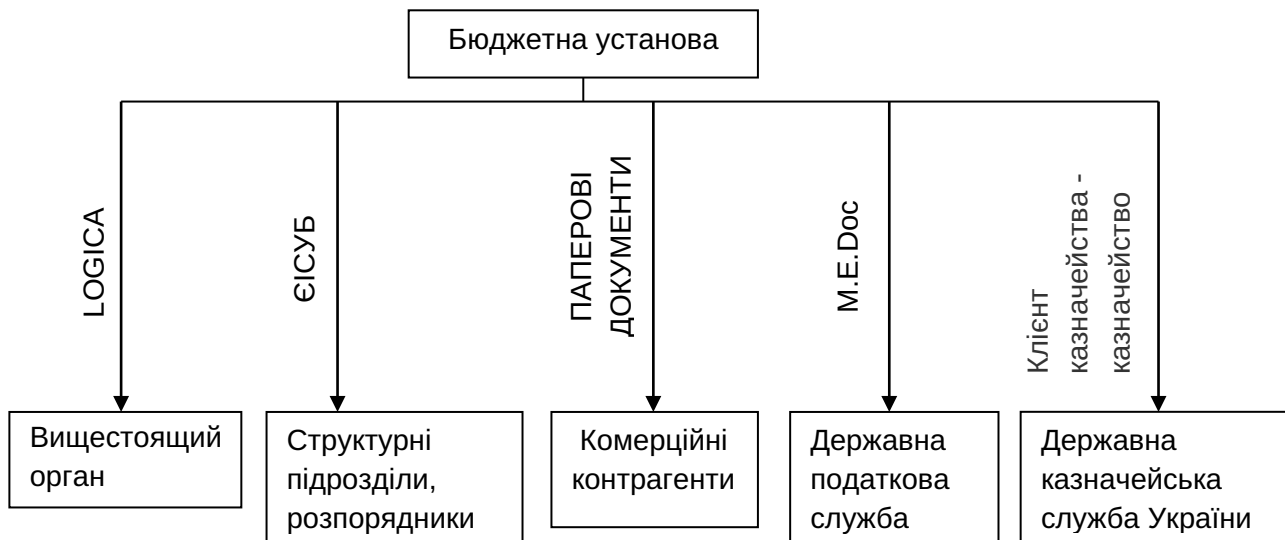 Бюджетна установа
LOGICA
ЄІСУБ
ПАПЕРОВІ
ДОКУМЕНТИ
M.E.Doc
Клієнт
казначейства -
казначейство
Вищестоящий
орган
Структурні
підрозділи,
розпорядники
Комерційні
контрагенти
Державна
податкова
служба
Державна
казначейська
служба України